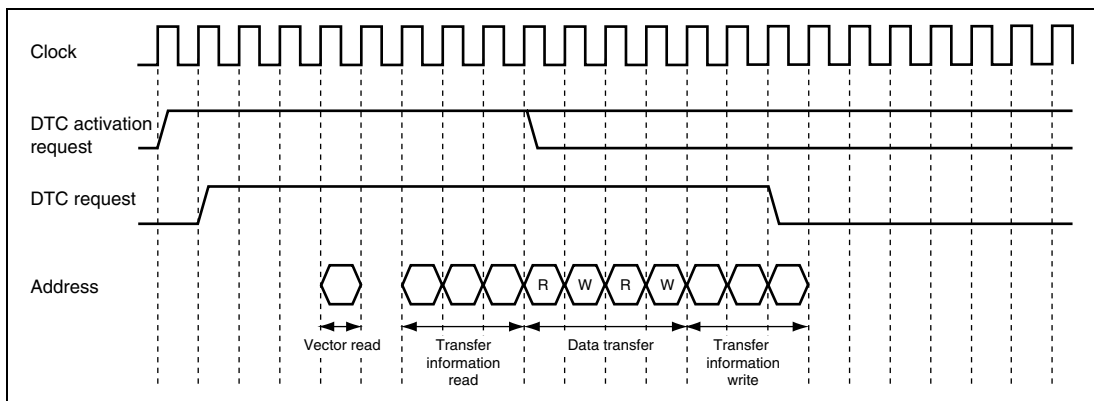 Clock
DTC activation
request
DTC request
Address
R W R W
Vector read
Transfer
information
read
Data transfer
Transfer
information
write